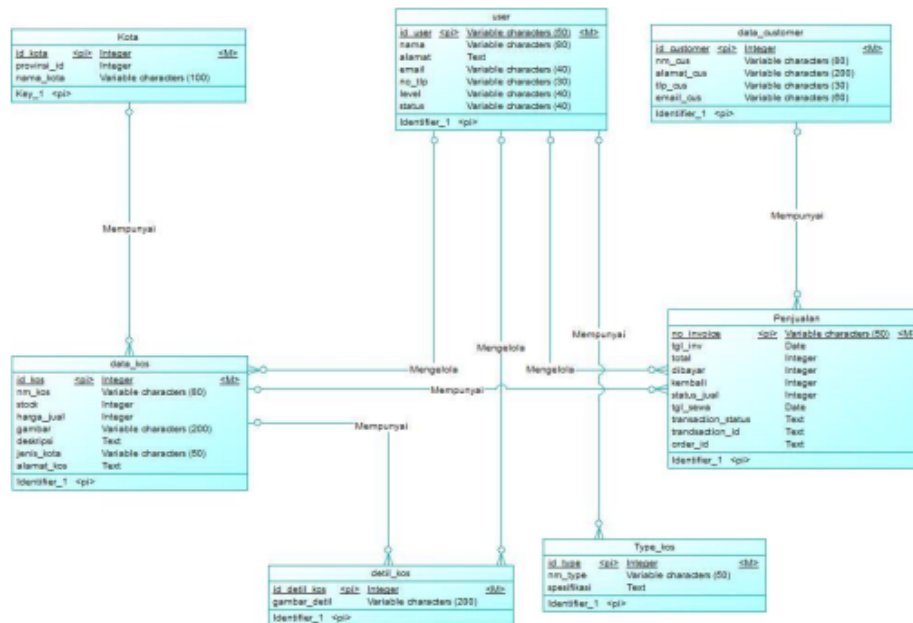 Kota
id_kota <pi> Integer <M>
provinsi_id Integer
nama_kota Variable characters (100)
Key_1 <pi>
user
id_user <pi> Variable characters (50) <M>
nama Variable characters (80)
alamat Text
email Variable characters (40)
no_tlp Variable characters (30)
level Variable characters (40)
status Variable characters (40)
Identifier_1 <pi>
data_customer
id_customer <pi> Integer <M>
nm_cus Variable characters (80)
alamat_cus Variable characters (200)
tlp_cus Variable characters (30)
email_cus Variable characters (60)
Identifier_1 <pi>
Mempunyai
Mempunyai
Mempunyai
Mengelola
Mengelola
Mengelola
Mempunyai
Mempunyai
data_kos
id_kos <pi> Integer <M>
nm_kos Variable characters (80)
stock Integer
harga_jual Integer
gambar Variable characters (200)
deskripsi Text
jenis_kota Variable characters (50)
alamat_kos Text
Identifier_1 <pi>
Penjualan
no_invoice <pi> Variable characters (50) <M>
tgl_inv Date
total Integer
dibayar Integer
kembali Integer
status_jual Integer
tgl_sewa Date
transaction_status Text
trandsaction_id Text
order_id Text
Identifier_1 <pi>
detil_kos
id_detil_kos <pi> Integer <M>
gambar_detil Variable characters (200)
Identifier_1 <pi>
Type_kos
id_type <pi> Integer <M>
nm_type Variable characters (50)
spesifikasi Text
Identifier_1 <pi>